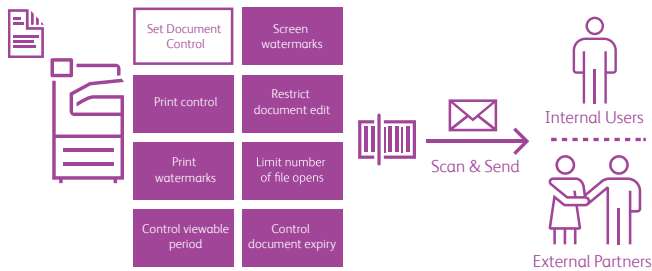 Set Document
Control
Screen
watermarks
Print control
Restrict
document edit
Print
watermarks
Limit number
of file opens
Control viewable
period
Control
document expiry
Scan & Send
Internal Users
External Partners